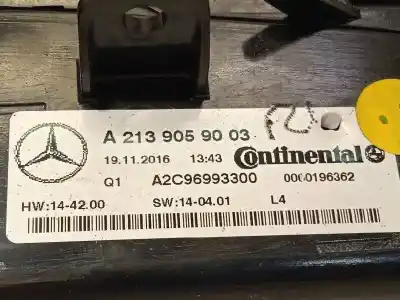 A 213 905 90 03
19.11.2016 13:43 Continental
Q1 A2C96993300 0000196362
HW:14-42.00 SW:14-04.01 L4